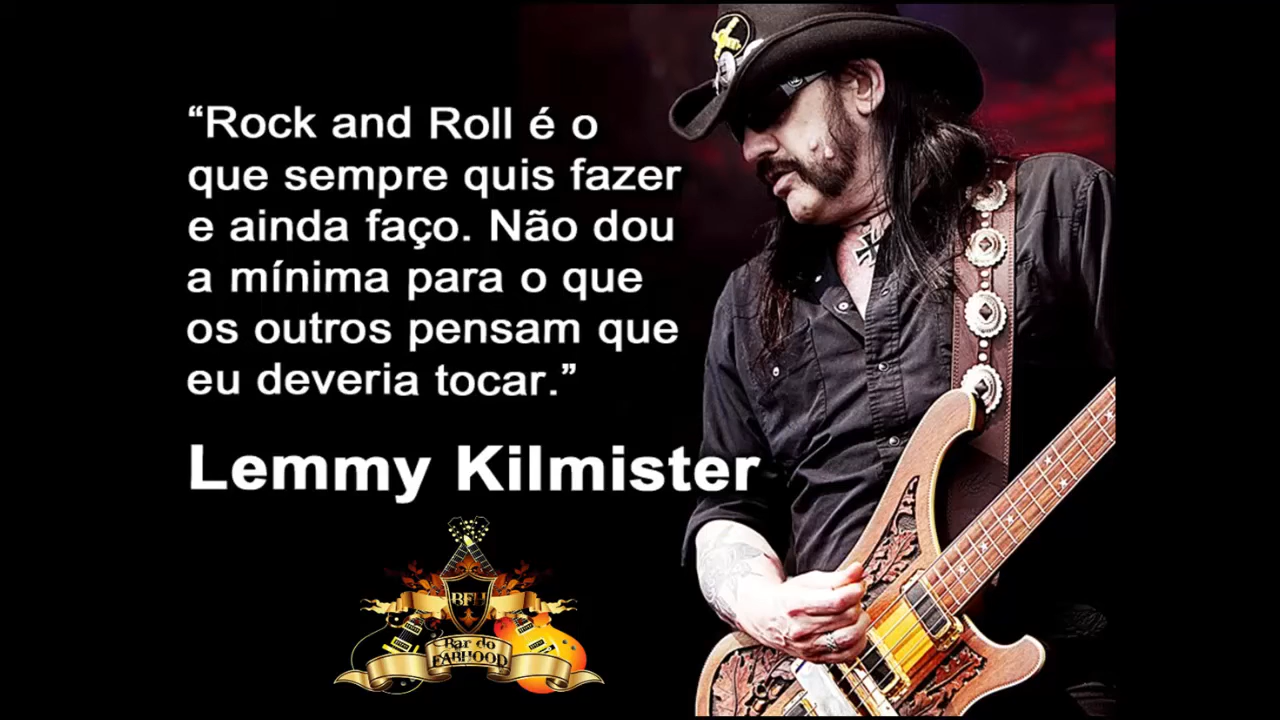 “Rock and Roll é o
que sempre quis fazer
e ainda faço. Não dou
a mínima para o que
os outros pensam que
eu deveria tocar.”
Lemmy Kilmister
BFH
Bar do
FABHOOD